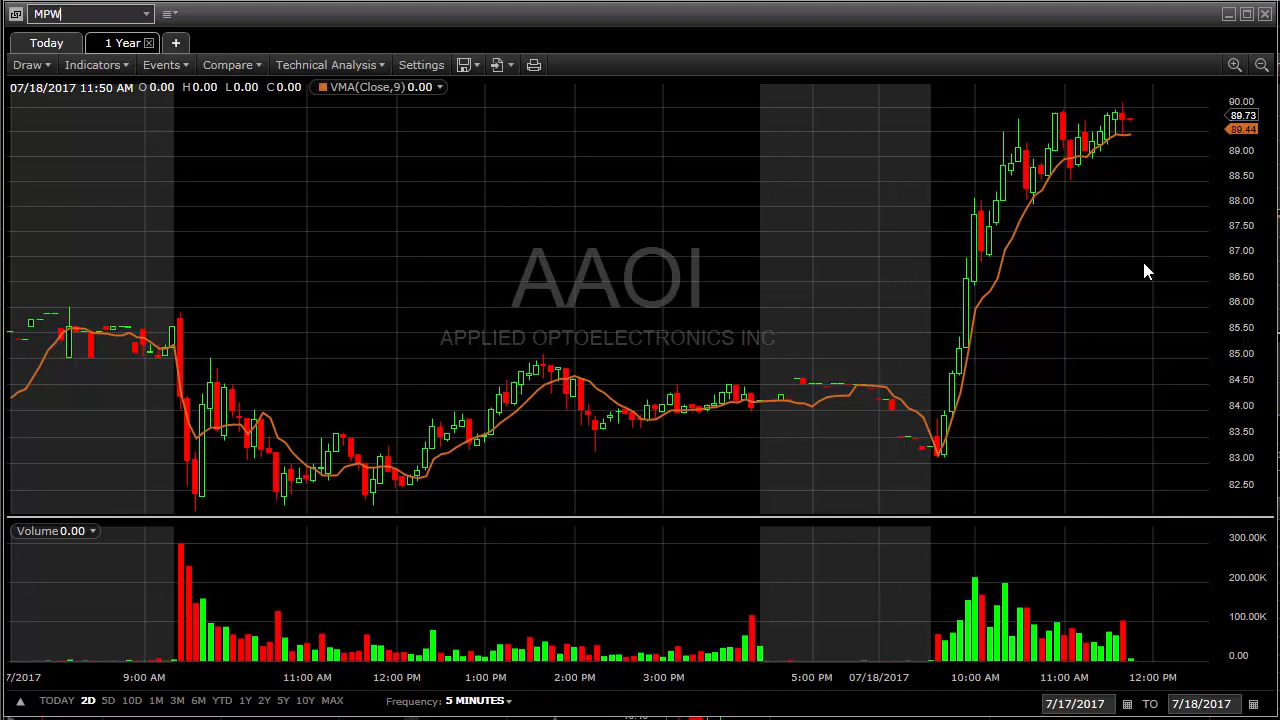 MPW
Today 1 Year +
Draw Indicators Events Compare Technical Analysis Settings
07/18/2017 11:50 AM O 0.00 H 0.00 L 0.00 C 0.00 VMA(Close,9) 0.00
90.00
89.73
89.44
89.00
88.50
88.00
87.50
87.00
86.50
86.00
85.50
85.00
84.50
84.00
83.50
83.00
82.50
AAOI
APPLIED OPTOELECTRONICS INC
Volume 0.00
300.00K
200.00K
100.00K
0.00
7/2017 9:00 AM 11:00 AM 12:00 PM 1:00 PM 2:00 PM 3:00 PM 5:00 PM 07/18/2017 10:00 AM 11:00 AM 12:00 PM
TODAY 2D 5D 10D 1M 3M 6M YTD 1Y 2Y 5Y 10Y MAX Frequency: 5 MINUTES 7/17/2017 TO 7/18/2017